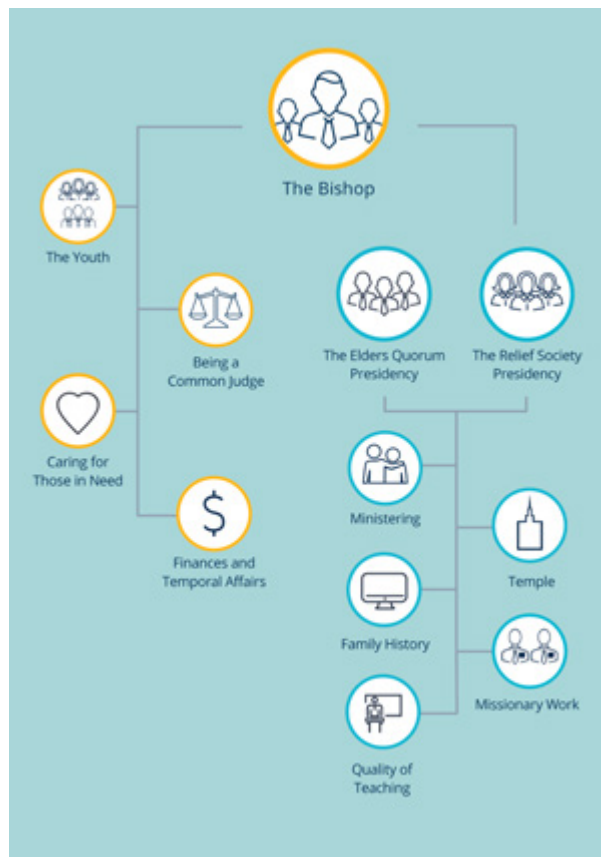 The Bishop
The Youth
Being a
Common Judge
Caring for
Those in Need
$
Finances and
Temporal Affairs
The Elders Quorum
Presidency
The Relief Society
Presidency
Ministering
Temple
Family History
Missionary Work
Quality of
Teaching